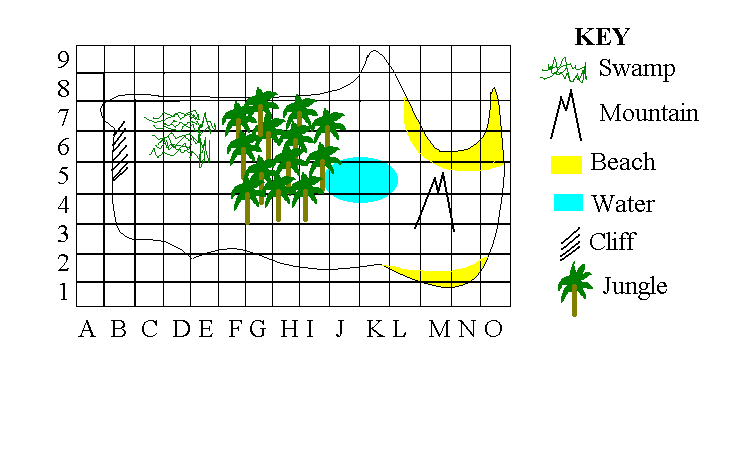 KEY
Swamp
Mountain
Beach
Water
Cliff
Jungle
9
8
7
6
5
4
3
2
1
A B C D E F G H I J K L M N O